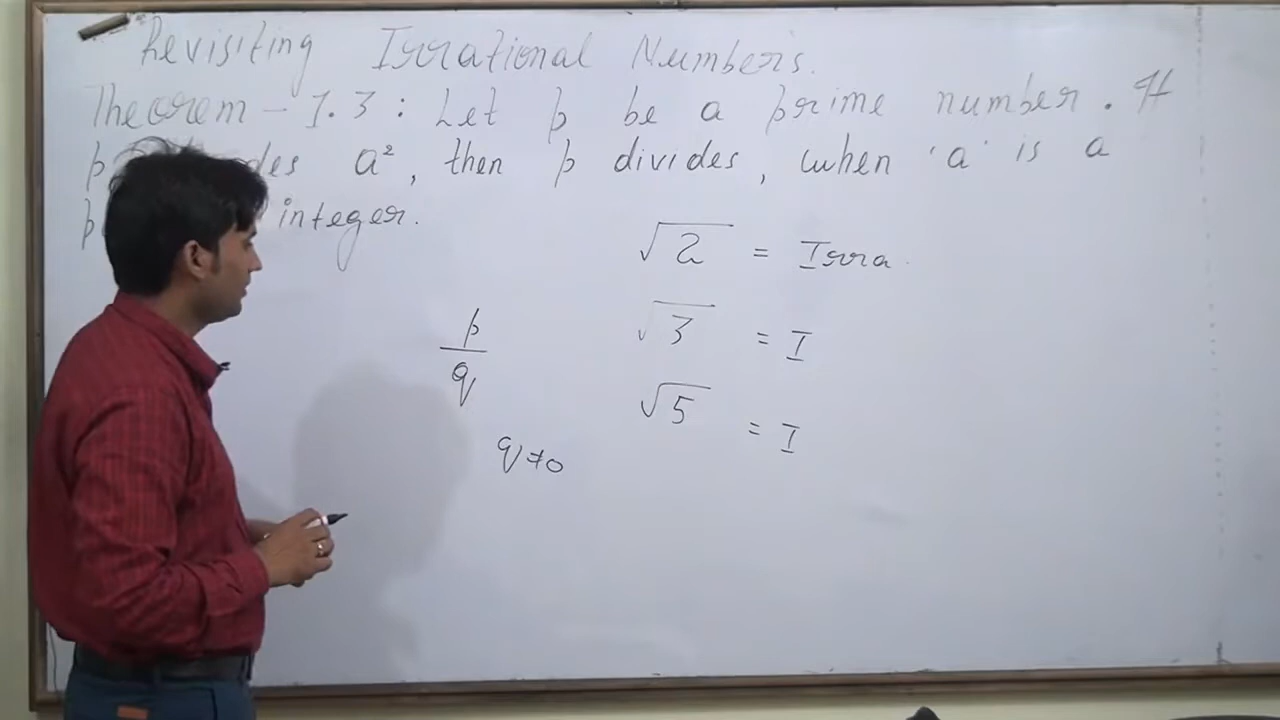 Revisiting Irrational Numbers.
Theorem - 1.3 : Let p be a prime number. If
p des a², then p divides, when 'a' is a
p integer.
√2 = Irra.
√3 = I
p/q
√5 = I
q≠0